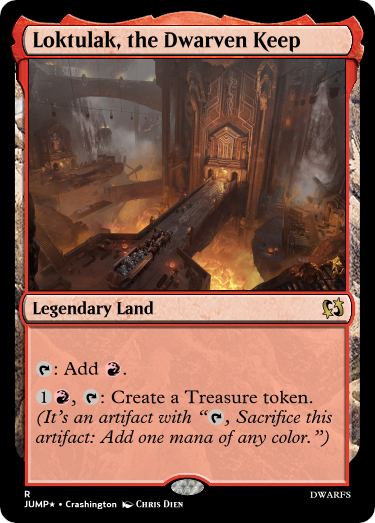 Loktulak, the Dwarven Keep
Legendary Land
: Add .
1 , : Create a Treasure token.
(It's an artifact with “, Sacrifice this
artifact: Add one mana of any color.”)
R
DWARFS
JUMP★ • Crashington Chris Dien